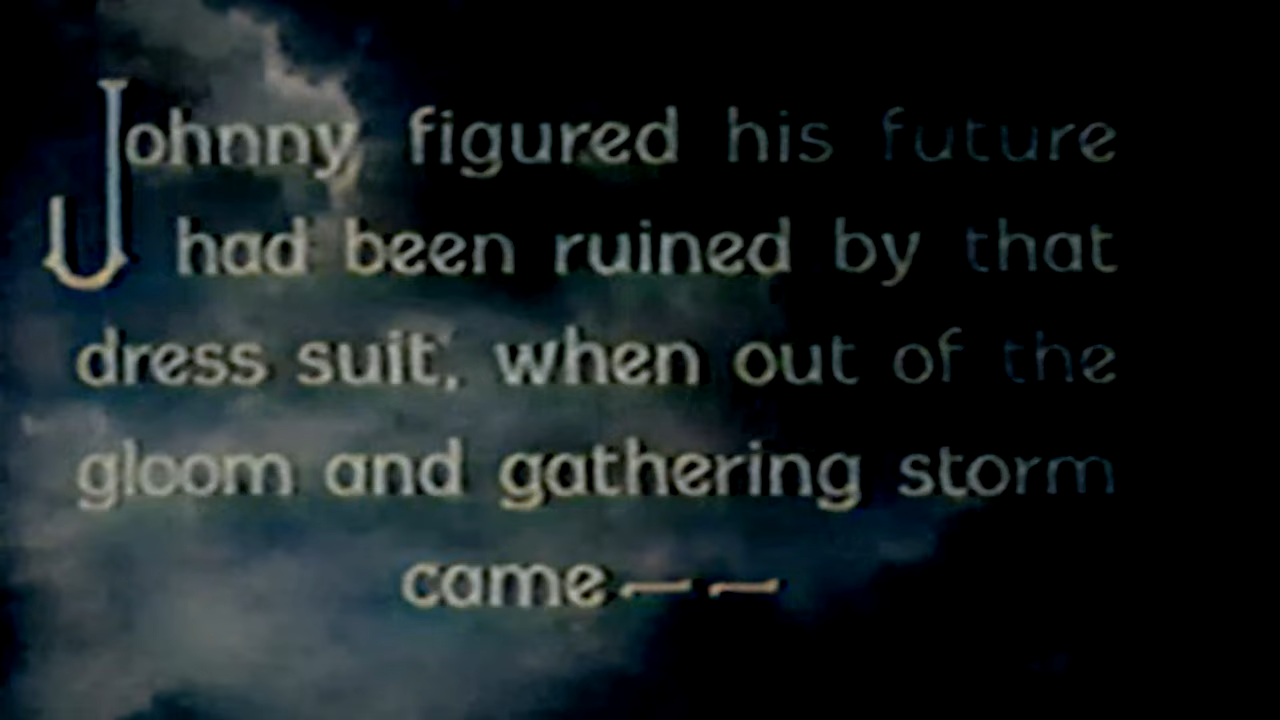 Johnny figured his future
had been ruined by that
dress suit, when out of the
gloom and gathering storm
came — —